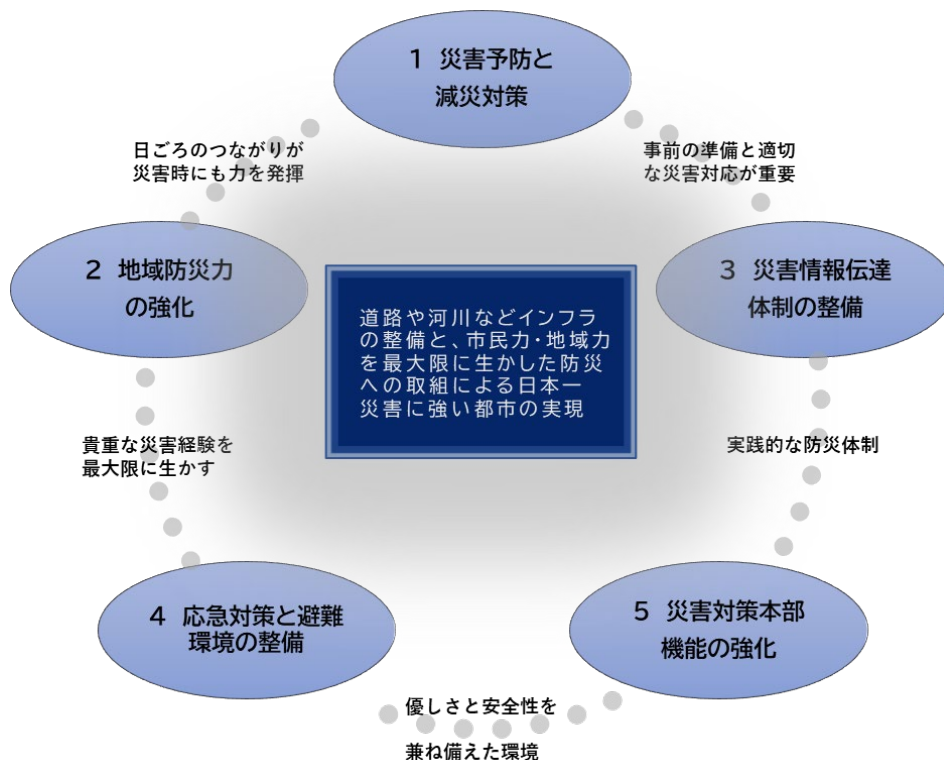 1 災害予防と
減災対策
日ごろのつながりが
災害時にも力を発揮
事前の準備と適切
な災害対応が重要
2 地域防災力
の強化
3 災害情報伝達
体制の整備
道路や河川などインフラ
の整備と、市民力・地域力
を最大限に生かした防災
への取組による日本一
災害に強い都市の実現
貴重な災害経験を
最大限に生かす
実践的な防災体制
4 応急対策と避難
環境の整備
5 災害対策本部
機能の強化
優しさと安全性を
兼ね備えた環境